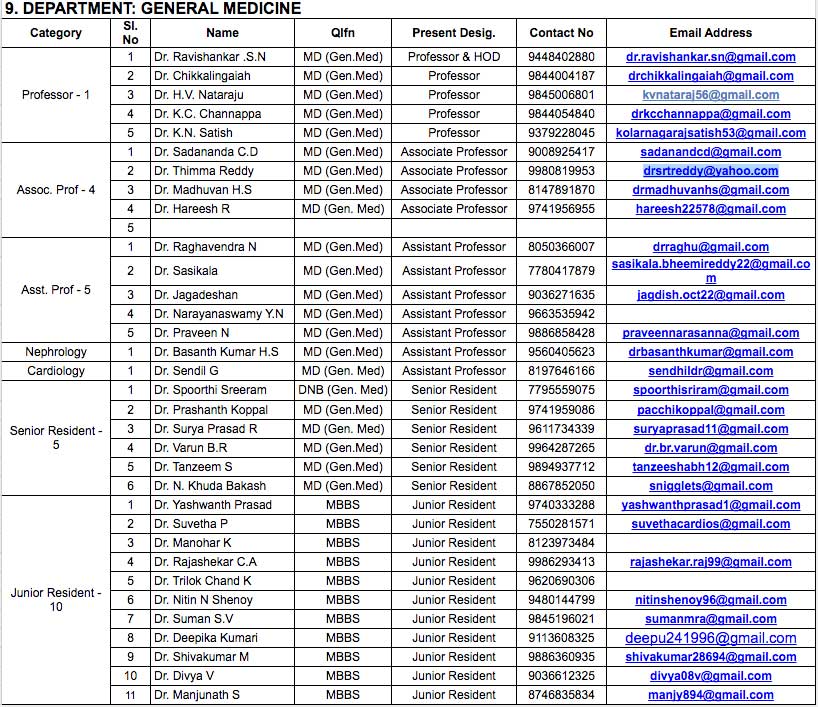 9. DEPARTMENT: GENERAL MEDICINE
Category Sl. No Name Qlfn Present Desig. Contact No Email Address
Professor - 1
1 Dr. Ravishankar .S.N MD (Gen.Med) Professor & HOD 9448402880 dr.ravishankar.sn@gmail.com
2 Dr. Chikkalingaiah MD (Gen.Med) Professor 9844004187 drchikkalingaiah@gmail.com
3 Dr. H.V. Nataraju MD (Gen.Med) Professor 9845006801 kvnataraj56@gmail.com
4 Dr. K.C. Channappa MD (Gen.Med) Professor 9844054840 drkcchannappa@gmail.com
5 Dr. K.N. Satish MD (Gen.Med) Professor 9379228045 kolarnagarajsatish53@gmail.com
Assoc. Prof - 4
1 Dr. Sadananda C.D MD (Gen.Med) Associate Professor 9008925417 sadanandcd@gmail.com
2 Dr. Thimma Reddy MD (Gen.Med) Associate Professor 9980819953 drsrtreddy@yahoo.com
3 Dr. Madhuvan H.S MD (Gen.Med) Associate Professor 8147891870 drmadhuvanhs@gmail.com
4 Dr. Hareesh R MD (Gen. Med) Associate Professor 9741956955 hareesh22578@gmail.com
5
Asst. Prof - 5
1 Dr. Raghavendra N MD (Gen.Med) Assistant Professor 8050366007 drraghu@gmail.com
2 Dr. Sasikala MD (Gen.Med) Assistant Professor 7780417879 sasikala.bheemireddy22@gmail.co
m
3 Dr. Jagadeshan MD (Gen.Med) Assistant Professor 9036271635 jagdish.oct22@gmail.com
4 Dr. Narayanaswamy Y.N MD (Gen.Med) Assistant Professor 9663535942
5 Dr. Praveen N MD (Gen.Med) Assistant Professor 9886858428 praveennarasanna@gmail.com
Nephrology 1 Dr. Basanth Kumar H.S MD (Gen.Med) Assistant Professor 9560405623 drbasanthkumar@gmail.com
Cardiology 1 Dr. Sendil G MD (Gen. Med) Assistant Professor 8197646166 sendhildr@gmail.com
Senior Resident -
5
1 Dr. Spoorthi Sreeram DNB (Gen. Med) Senior Resident 7795559075 spoorthisriram@gmail.com
2 Dr. Prashanth Koppal MD (Gen.Med) Senior Resident 9741959086 pacchikoppal@gmail.com
3 Dr. Surya Prasad R MD (Gen. Med) Senior Resident 9611734339 suryaprasad11@gmail.com
4 Dr. Varun B.R MD (Gen.Med) Senior Resident 9964287265 dr.br.varun@gmail.com
5 Dr. Tanzeem S MD (Gen.Med) Senior Resident 9894937712 tanzeeshabh12@gmail.com
6 Dr. N. Khuda Bakash MD (Gen.Med) Senior Resident 8867852050 snigglets@gmail.com
Junior Resident -
10
1 Dr. Yashwanth Prasad MBBS Junior Resident 9740333288 yashwanthprasad1@gmail.com
2 Dr. Suvetha P MBBS Junior Resident 7550281571 suvethacardios@gmail.com
3 Dr. Manohar K MBBS Junior Resident 8123973484
4 Dr. Rajashekar C.A MBBS Junior Resident 9986293413 rajashekar.raj99@gmail.com
5 Dr. Trilok Chand K MBBS Junior Resident 9620690306
6 Dr. Nitin N Shenoy MBBS Junior Resident 9480144799 nitinshenoy96@gmail.com
7 Dr. Suman S.V MBBS Junior Resident 9845196021 sumanmra@gmail.com
8 Dr. Deepika Kumari MBBS Junior Resident 9113608325 deepu241996@gmail.com
9 Dr. Shivakumar M MBBS Junior Resident 9886360935 shivakumar28694@gmail.com
10 Dr. Divya V MBBS Junior Resident 9036612325 divya08v@gmail.com
11 Dr. Manjunath S MBBS Junior Resident 8746835834 manjy894@gmail.com